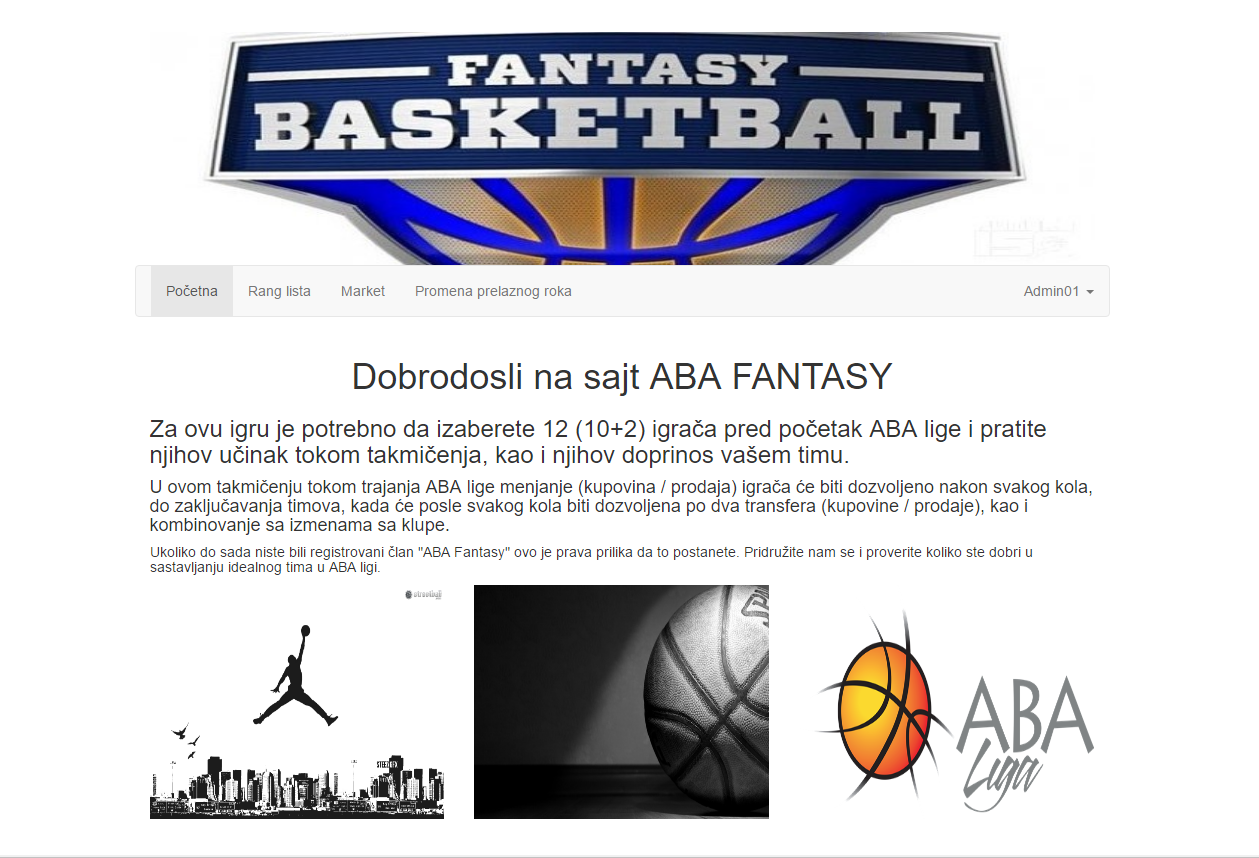 FANTASY
BASKETBALL
Početna
Rang lista
Market
Promena prelaznog roka
Admin01
Dobrodosli na sajt ABA FANTASY
Za ovu igru je potrebno da izaberete 12 (10+2) igrača pred početak ABA lige i pratite
njihov učinak tokom takmičenja, kao i njihov doprinos vašem timu.
U ovom takmičenju tokom trajanja ABA lige menjanje (kupovina / prodaja) igrača će biti dozvoljeno nakon svakog kola,
do zaključavanja timova, kada će posle svakog kola biti dozvoljena po dva transfera (kupovine / prodaje), kao i
kombinovanje sa izmenama sa klupe.
Ukoliko do sada niste bili registrovani član "ABA Fantasy" ovo je prava prilika da to postanete. Pridružite nam se i proverite koliko ste dobri u
sastavljanju idealnog tima u ABA ligi.
streetball
ABA
Liga